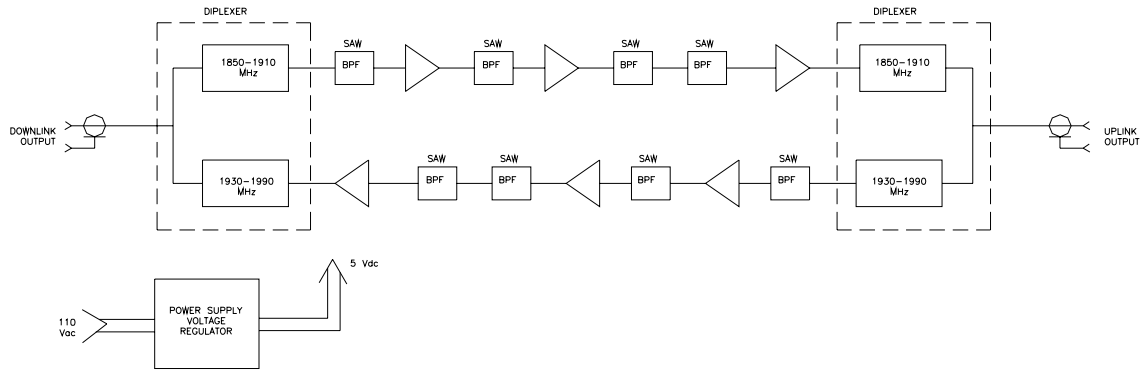 DIPLEXER
DIPLEXER
1850-1910
MHz
SAW
BPF
SAW
BPF
SAW
BPF
SAW
BPF
1850-1910
MHz
DOWNLINK
OUTPUT
UPLINK
OUTPUT
1930-1990
MHz
SAW
BPF
SAW
BPF
SAW
BPF
SAW
BPF
1930-1990
MHz
5 Vdc
110
Vac
POWER SUPPLY
VOLTAGE
REGULATOR